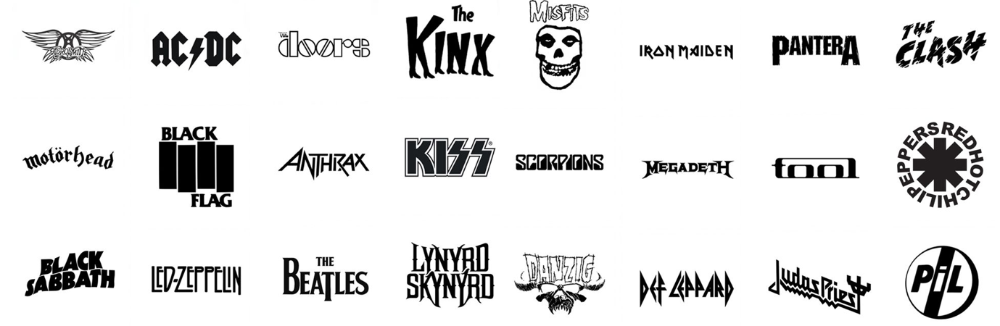 AEROSMITH
AC DC
THE
doors
The
KINX
MISFITS
IRON MAIDEN
PANTERA
THE
CLASH
motörhead
BLACK
FLAG
ANTHRAX
KISS®
SCORPIONS
MEGADETH
tool
REDHOTCHILIPEPPERS
BLACK
SABBATH
LED-ZEPPELIN
THE
BEATLES
LYNYRD
SKYNYRD
DANZIG
DEF LEPPARD
Judas Priest
PiL